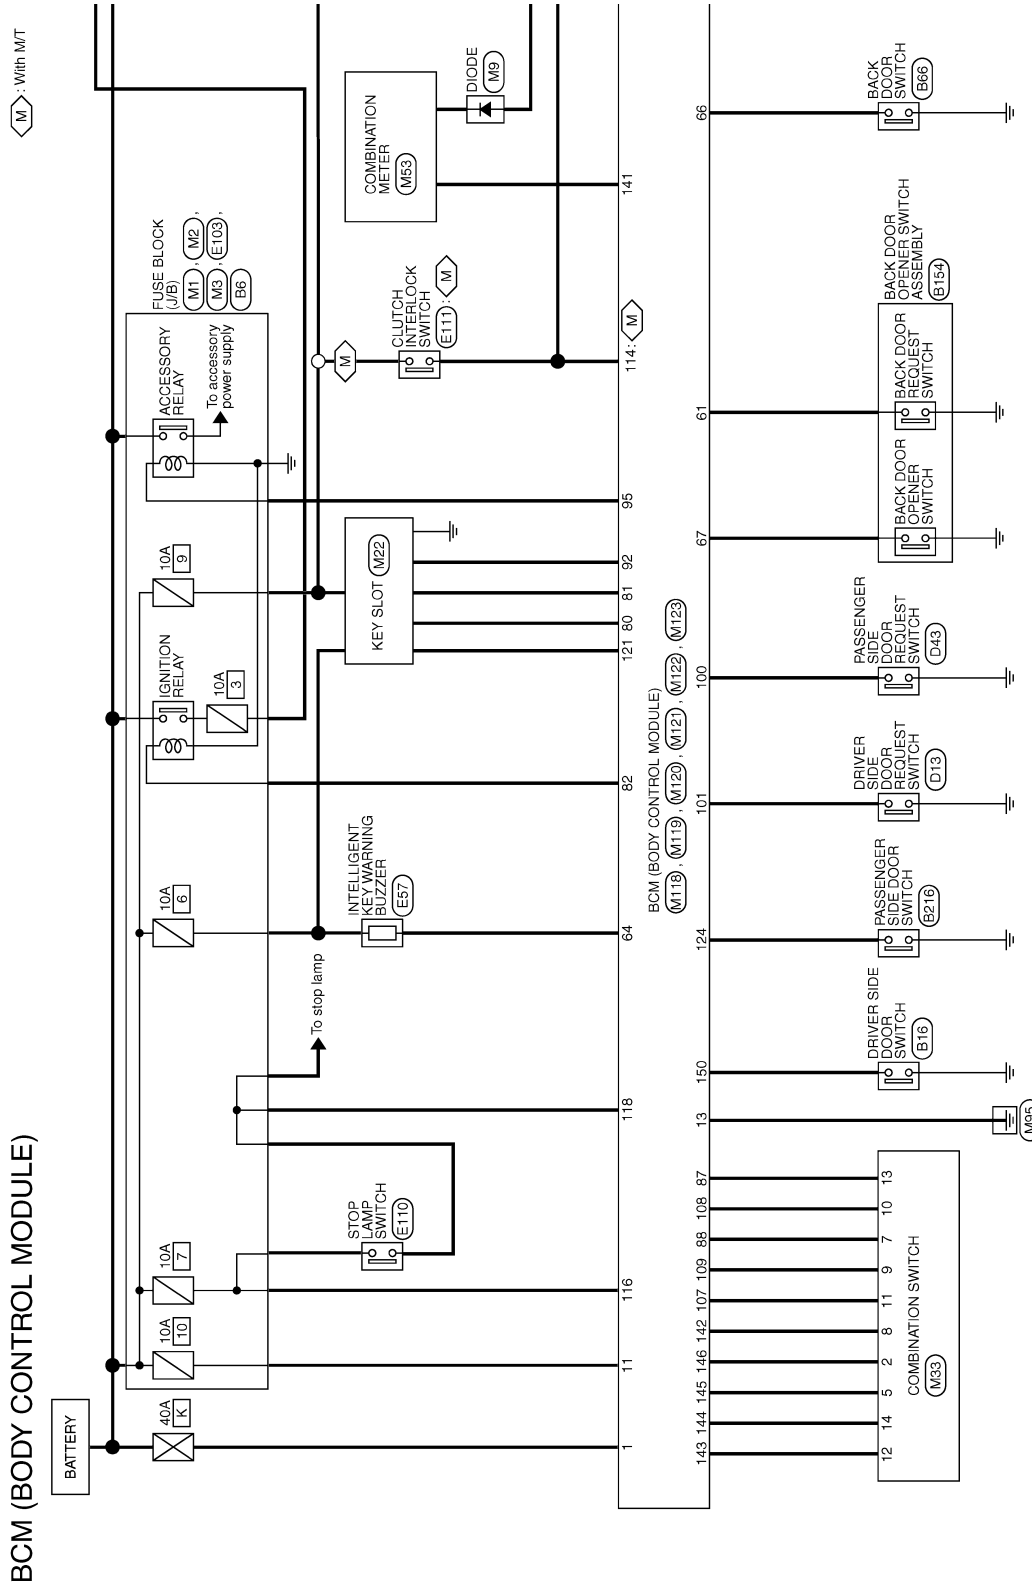 BCM (BODY CONTROL MODULE)
M : With M/T
BATTERY
40A
K
10A
10
10A
7
10A
6
IGNITION
RELAY
10A
3
10A
9
ACCESSORY
RELAY
To accessory
power supply
FUSE BLOCK
(J/B)
M1 , M2 ,
M3 , E103 ,
B6
STOP
LAMP
SWITCH
E110
To stop lamp
INTELLIGENT
KEY WARNING
BUZZER
E57
KEY SLOT M22
M
CLUTCH
INTERLOCK
SWITCH
E111 : M
COMBINATION
METER
M53
DIODE
M9
1
11
116
118
64
82
121
80
81
92
95
114 : M
141
BCM (BODY CONTROL MODULE)
M118 , M119 , M120 , M121 , M122 , M123
143
144
145
146
142
107
109
88
108
87
13
150
124
101
100
67
61
66
12
14
5
2
8
11
9
7
10
13
COMBINATION SWITCH
M33
M95
DRIVER SIDE
DOOR
SWITCH
B16
PASSENGER
SIDE DOOR
SWITCH
B216
DRIVER
SIDE
DOOR
REQUEST
SWITCH
D13
PASSENGER
SIDE
DOOR
REQUEST
SWITCH
D43
BACK DOOR
OPENER
SWITCH
BACK DOOR
REQUEST
SWITCH
BACK DOOR
OPENER SWITCH
ASSEMBLY
B154
BACK
DOOR
SWITCH
B66